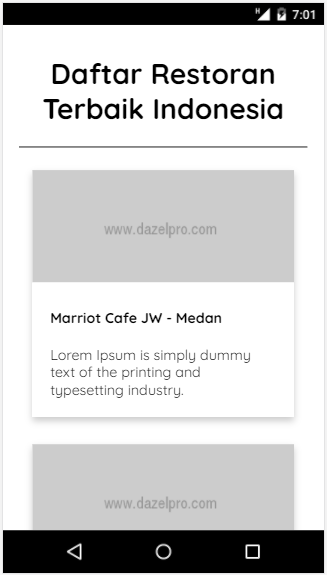 H
7:01
Daftar Restoran
Terbaik Indonesia
www.dazelpro.com
Marriot Cafe JW - Medan
Lorem Ipsum is simply dummy
text of the printing and
typesetting industry.
www.dazelpro.com